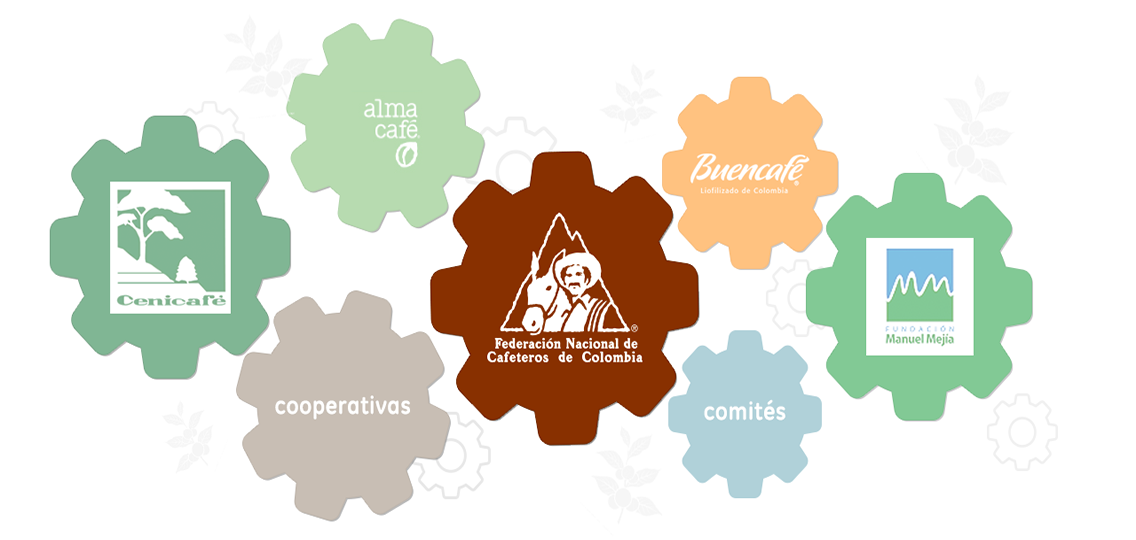 alma
café
Buencafé
Liofilizado de Colombia
Cenicafé
Federación Nacional de
Cafeteros de Colombia
FUNDACIÓN
Manuel Mejía
cooperativas
comités